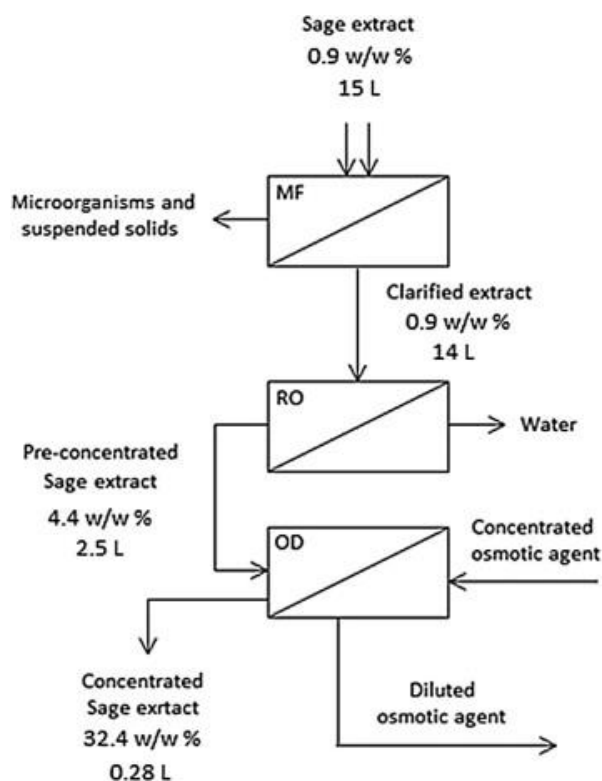 Sage extract
0.9 w/w %
15 L
MF
Microorganisms and
suspended solids
Clarified extract
0.9 w/w %
14 L
RO
Water
Pre-concentrated
Sage extract
4.4 w/w %
2.5 L
OD
Concentrated
osmotic agent
Concentrated
Sage exrtact
32.4 w/w %
0.28 L
Diluted
osmotic agent